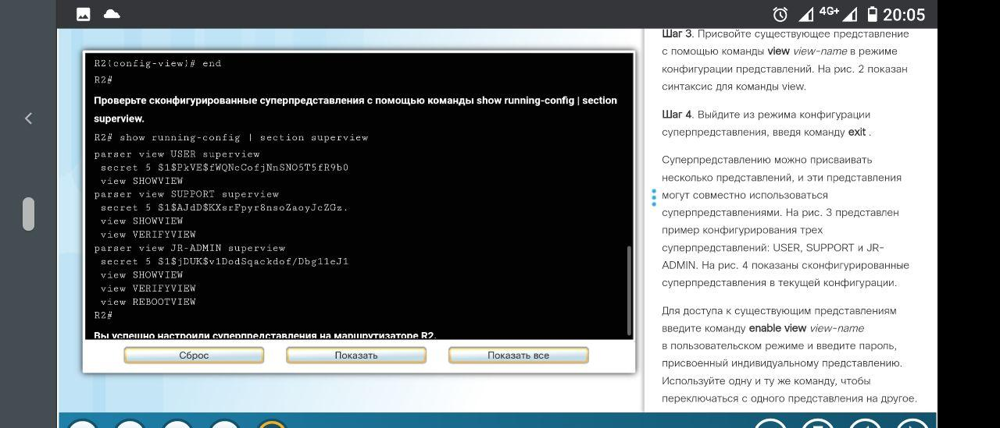 4G+ 20:05
R2(config-view)# end
R2#
Проверьте сконфигурированные суперпредставления с помощью команды show running-config | section
superview.
R2# show running-config | section superview
parser view USER superview
secret 5 $1$PkVE$fWQNcCofjNnSNO5T5fR9b0
view SHOWVIEW
parser view SUPPORT superview
secret 5 $1$AJdD$KXsrFpyr8nsoZaoyJcZGz.
view SHOWVIEW
view VERIFYVIEW
parser view JR-ADMIN superview
secret 5 $1$jDUK$v1DodSqackdof/Dbg11eJ1
view SHOWVIEW
view VERIFYVIEW
view REBOOTVIEW
R2#
Вы успешно настроили суперпредставления на маршрутизаторе R2.
Сброс
Показать
Показать все
Шаг 3. Присвойте существующее представление
с помощью команды view view-name в режиме
конфигурации представлений. На рис. 2 показан
синтаксис для команды view.
Шаг 4. Выйдите из режима конфигурации
суперпредставления, введя команду exit .
Суперпредставлению можно присваивать
несколько представлений, и эти представления
могут совместно использоваться
суперпредставлениями. На рис. 3 представлен
пример конфигурирования трех
суперпредставлений: USER, SUPPORT и JR-
ADMIN. На рис. 4 показаны сконфигурированные
суперпредставления в текущей конфигурации.
Для доступа к существующим представлениям
введите команду enable view view-name
в пользовательском режиме и введите пароль,
присвоенный индивидуальному представлению.
Используйте одну и ту же команду, чтобы
переключаться с одного представления на другое.